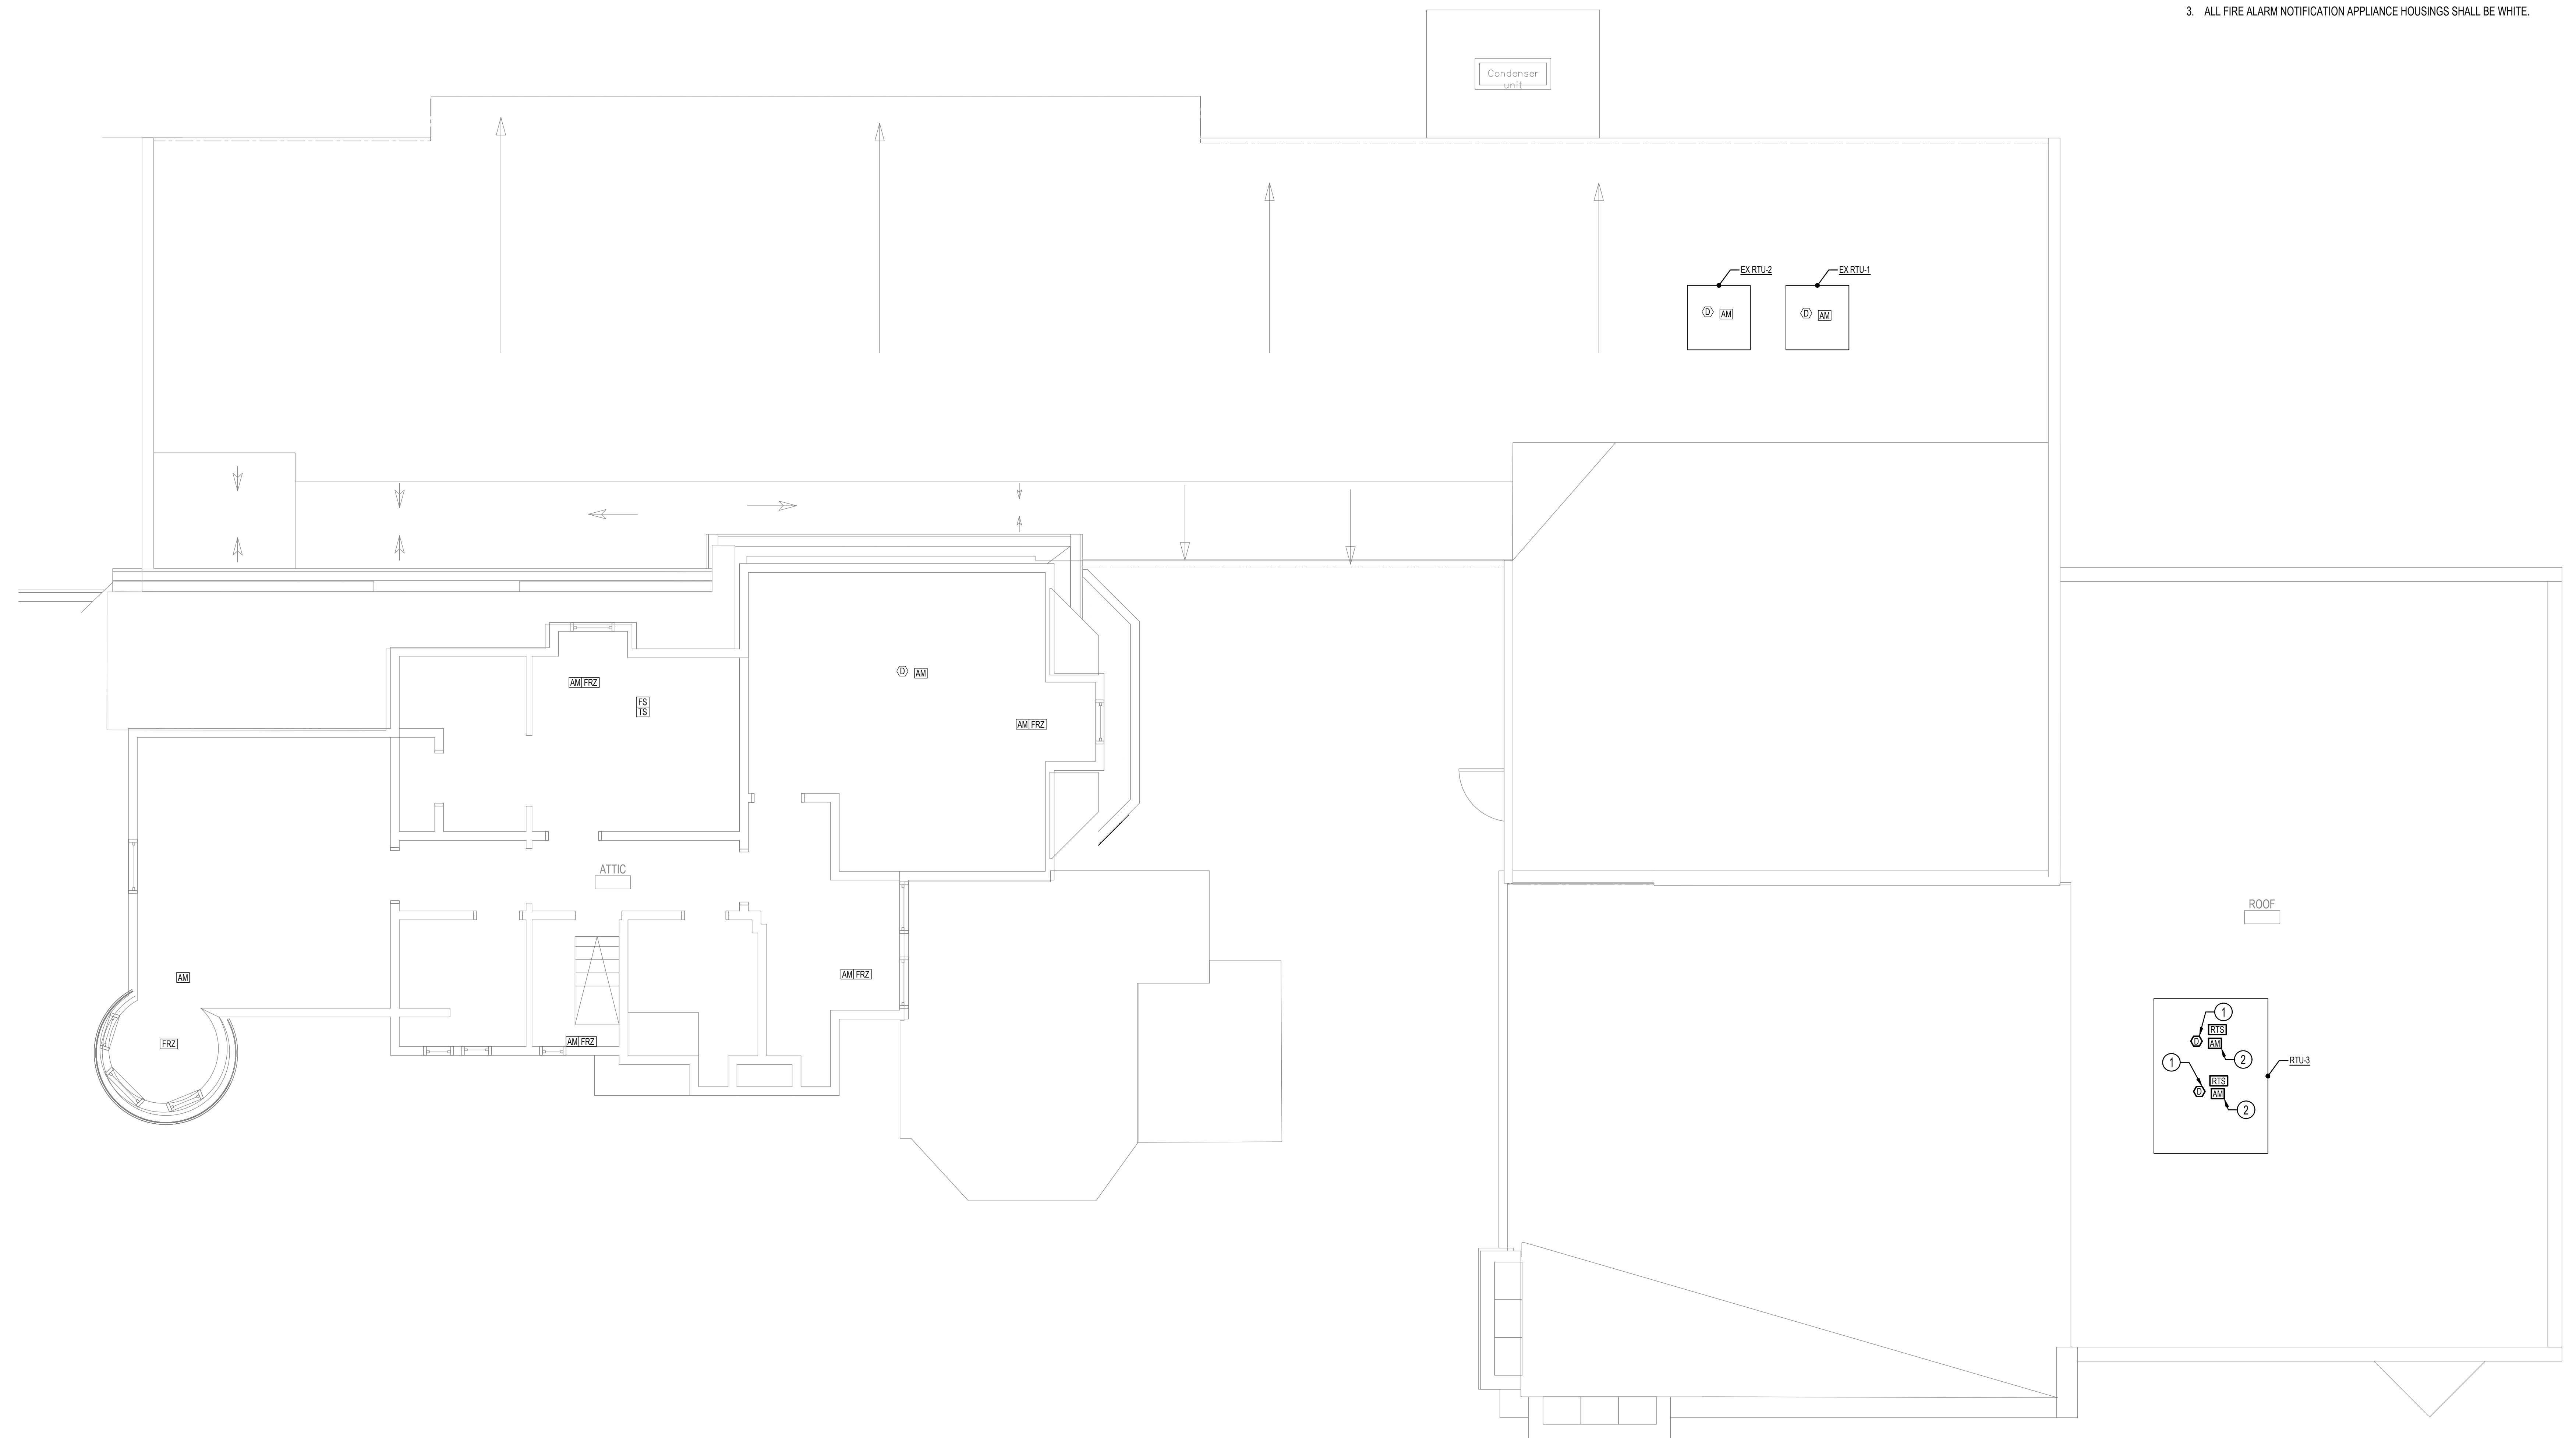 3. ALL FIRE ALARM NOTIFICATION APPLIANCE HOUSINGS SHALL BE WHITE.
Condenser
unit
EX RTU-2
EX RTU-1
D AM
D AM
D AM
AM FRZ
FS
TS
AM FRZ
ATTIC
ROOF
AM
AM FRZ
FRZ
AM FRZ
1
RTS
D
AM
2
1
RTU-3
RTS
D
AM
2